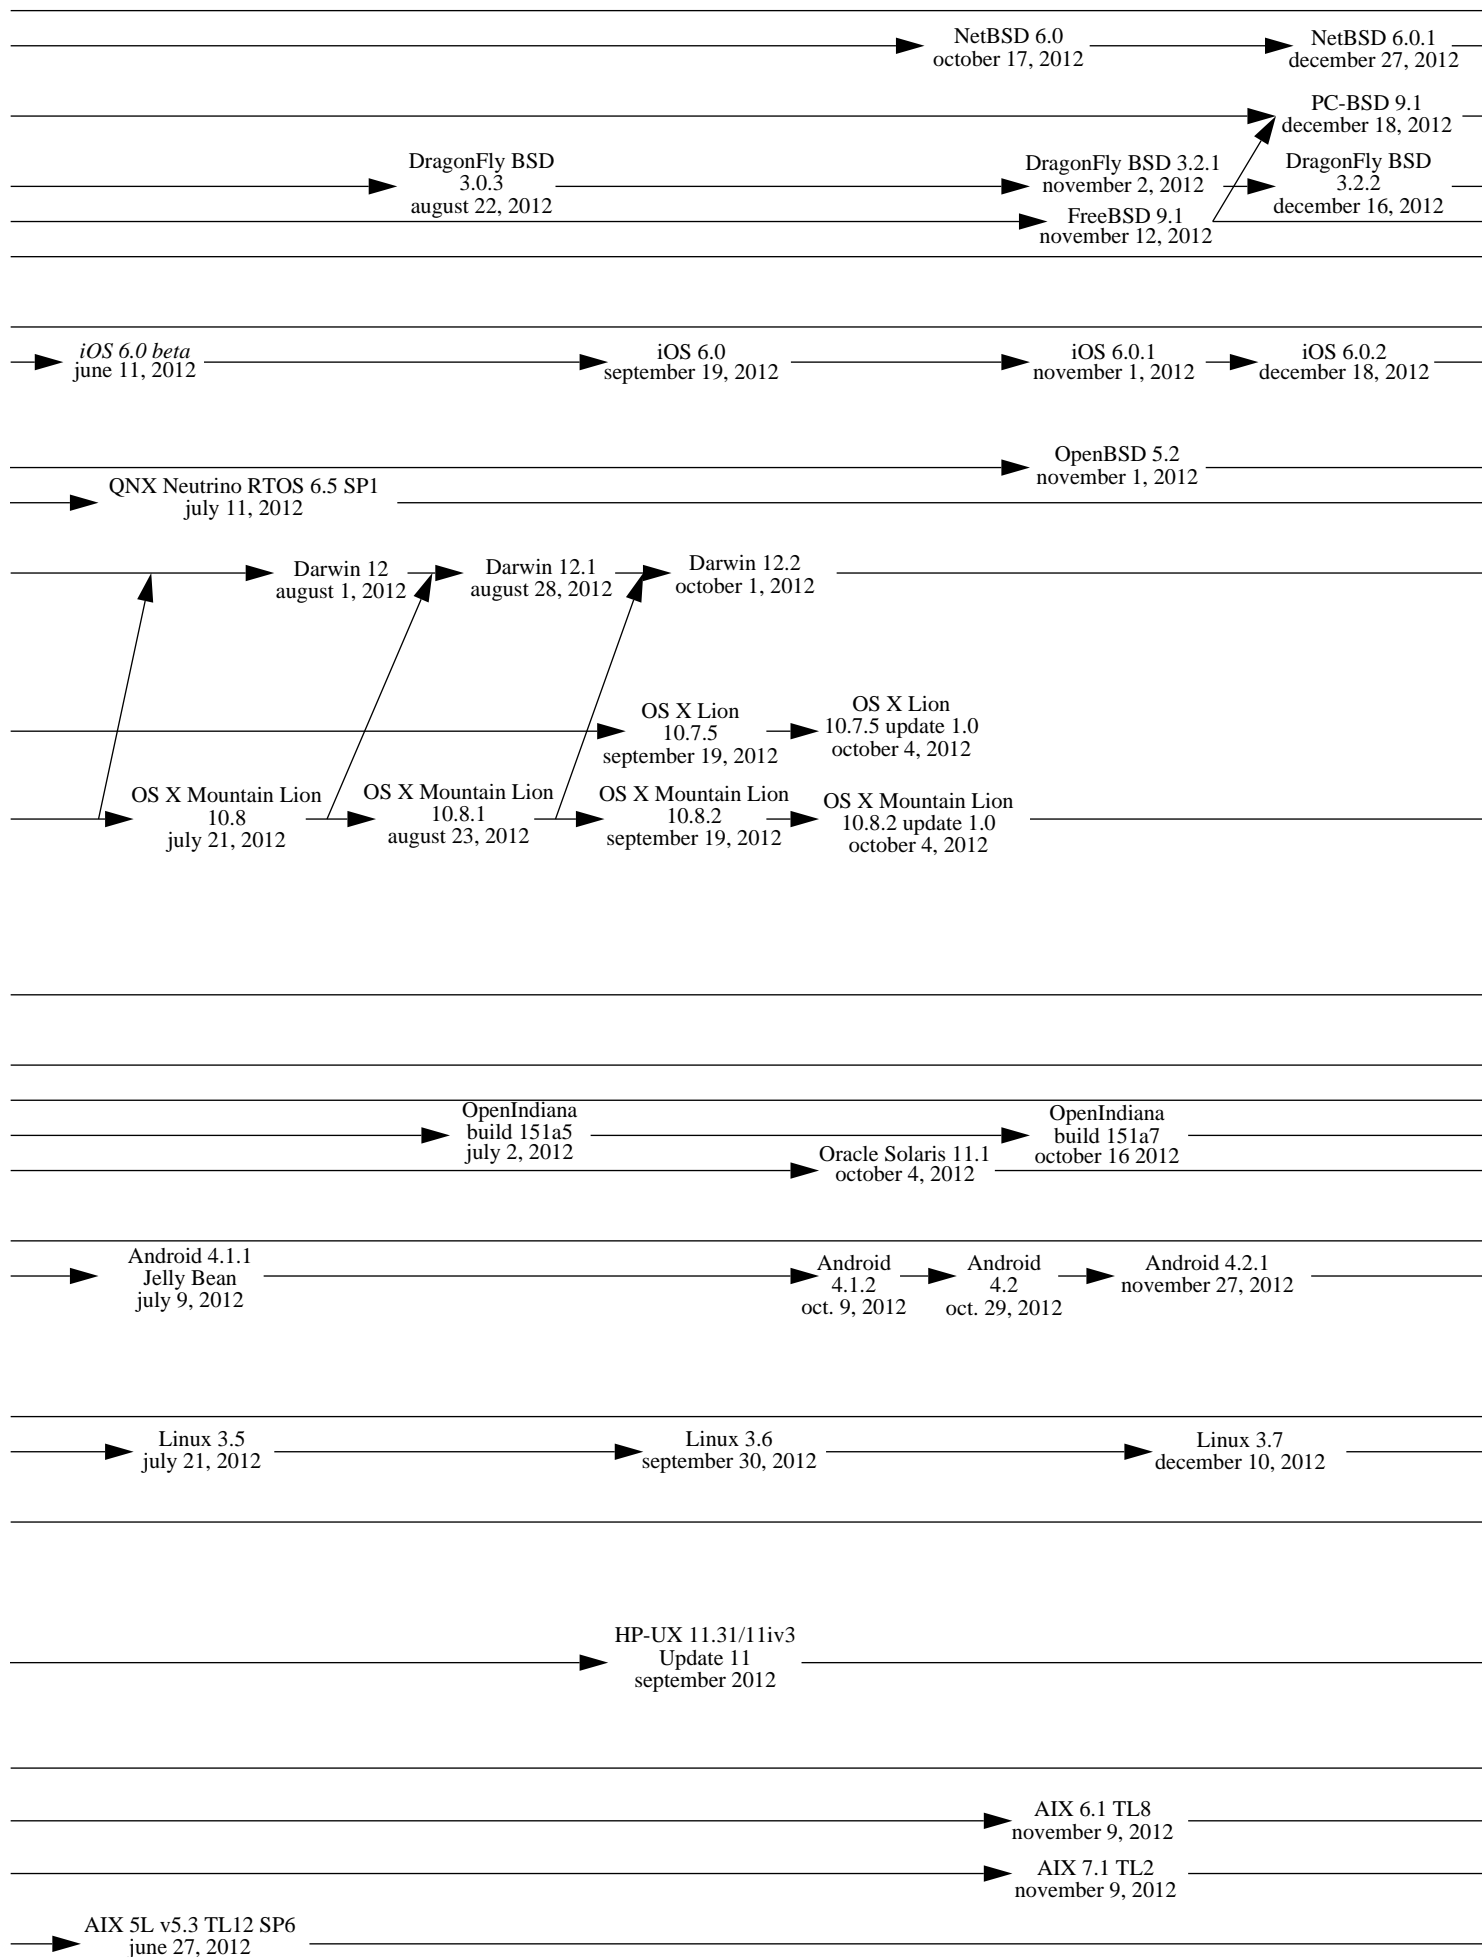 NetBSD 6.0
october 17, 2012
NetBSD 6.0.1
december 27, 2012
PC-BSD 9.1
december 18, 2012
DragonFly BSD
3.0.3
august 22, 2012
DragonFly BSD 3.2.1
november 2, 2012
DragonFly BSD
3.2.2
december 16, 2012
FreeBSD 9.1
november 12, 2012
iOS 6.0 beta
june 11, 2012
iOS 6.0
september 19, 2012
iOS 6.0.1
november 1, 2012
iOS 6.0.2
december 18, 2012
OpenBSD 5.2
november 1, 2012
QNX Neutrino RTOS 6.5 SP1
july 11, 2012
Darwin 12
august 1, 2012
Darwin 12.1
august 28, 2012
Darwin 12.2
october 1, 2012
OS X Lion
10.7.5
september 19, 2012
OS X Lion
10.7.5 update 1.0
october 4, 2012
OS X Mountain Lion
10.8
july 21, 2012
OS X Mountain Lion
10.8.1
august 23, 2012
OS X Mountain Lion
10.8.2
september 19, 2012
OS X Mountain Lion
10.8.2 update 1.0
october 4, 2012
OpenIndiana
build 151a5
july 2, 2012
OpenIndiana
build 151a7
october 16 2012
Oracle Solaris 11.1
october 4, 2012
Android 4.1.1
Jelly Bean
july 9, 2012
Android
4.1.2
oct. 9, 2012
Android
4.2
oct. 29, 2012
Android 4.2.1
november 27, 2012
Linux 3.5
july 21, 2012
Linux 3.6
september 30, 2012
Linux 3.7
december 10, 2012
HP-UX 11.31/11iv3
Update 11
september 2012
AIX 6.1 TL8
november 9, 2012
AIX 7.1 TL2
november 9, 2012
AIX 5L v5.3 TL12 SP6
june 27, 2012